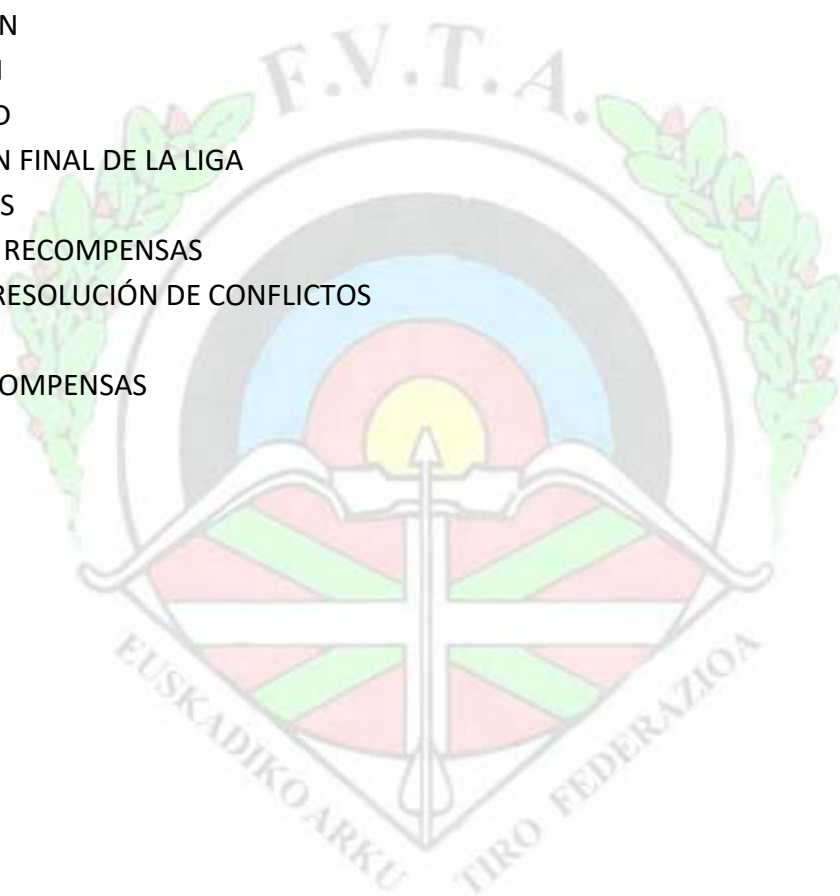 N
FINAL DE LA LIGA
S
RECOMPENSAS
RESOLUCIÓN DE CONFLICTOS
OMPENSAS
F.V.T.A.
EUSKADIKO ARKU
TIRO FEDERAZIOA